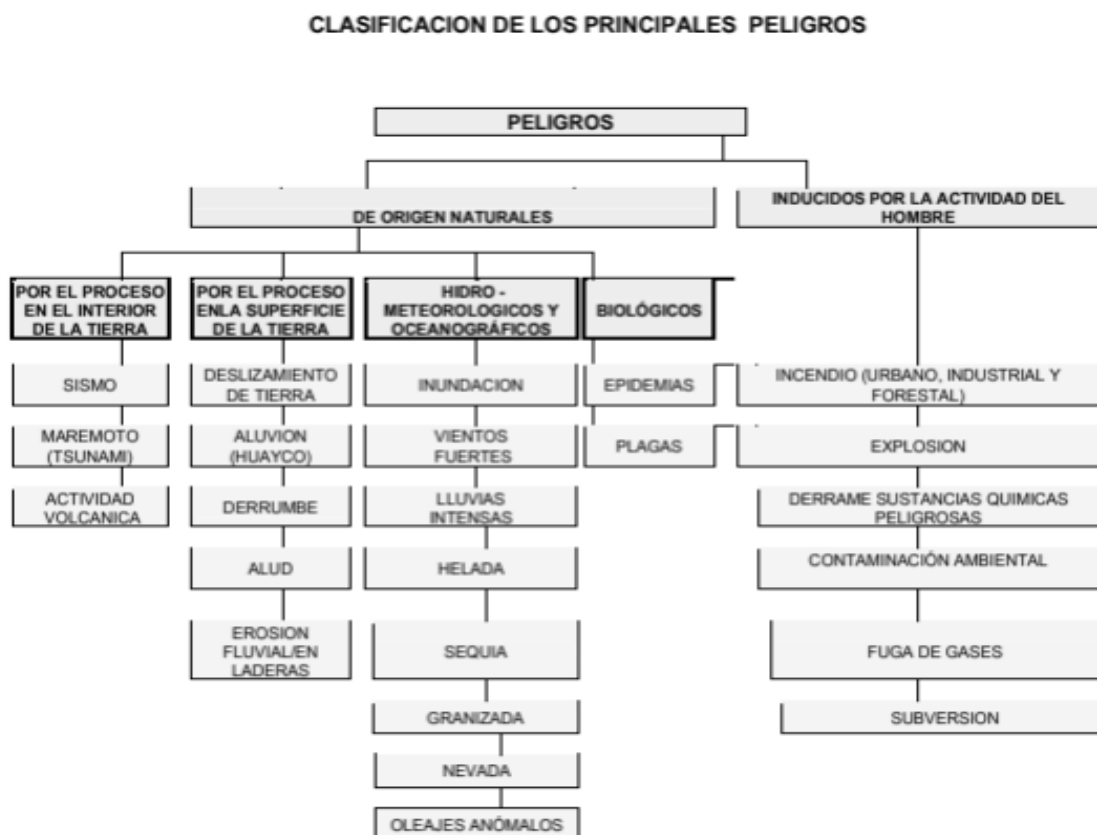 CLASIFICACION DE LOS PRINCIPALES PELIGROS
PELIGROS
DE ORIGEN NATURALES
INDUCIDOS POR LA ACTIVIDAD DEL
HOMBRE
POR EL PROCESO
EN EL INTERIOR
DE LA TIERRA
SISMO
MAREMOTO
(TSUNAMI)
ACTIVIDAD
VOLCANICA
POR EL PROCESO
ENLA SUPERFICIE
DE LA TIERRA
DESLIZAMIENTO
DE TIERRA
ALUVION
(HUAYCO)
DERRUMBE
ALUD
EROSION
FLUVIAL/EN
LADERAS
HIDRO -
METEOROLOGICOS Y
OCEANOGRÁFICOS
INUNDACION
VIENTOS
FUERTES
LLUVIAS
INTENSAS
HELADA
SEQUIA
GRANIZADA
NEVADA
OLEAJES ANÓMALOS
BIOLÓGICOS
EPIDEMIAS
PLAGAS
INCENDIO (URBANO, INDUSTRIAL Y
FORESTAL)
EXPLOSION
DERRAME SUSTANCIAS QUIMICAS
PELIGROSAS
CONTAMINACIÓN AMBIENTAL
FUGA DE GASES
SUBVERSION